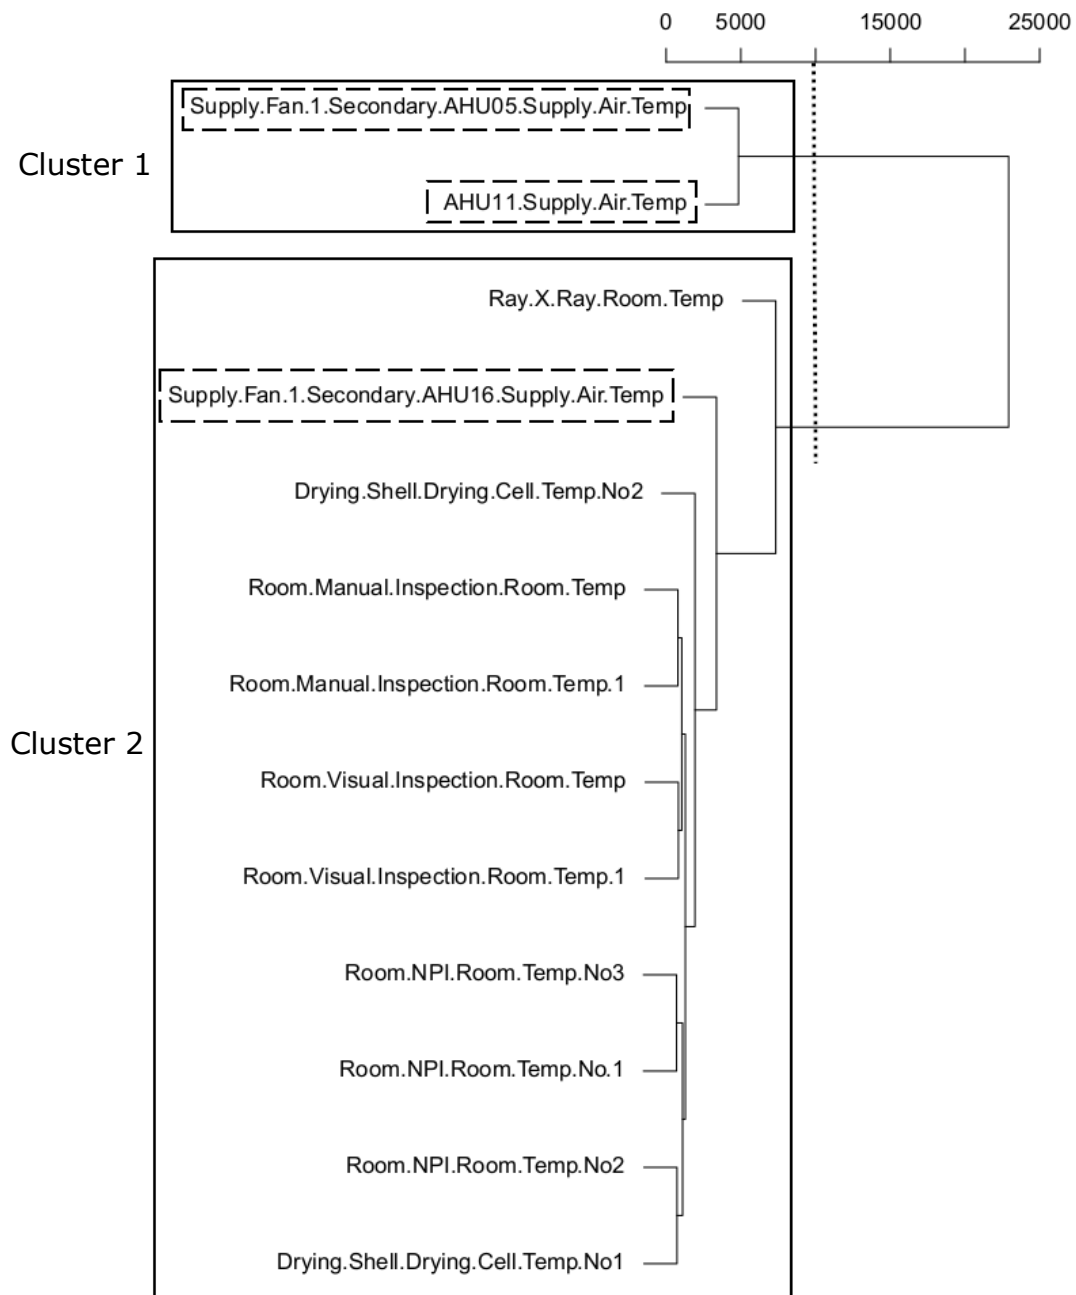 0 5000 15000 25000
Supply.Fan.1.Secondary.AHU05.Supply.Air.Temp
Cluster 1
AHU11.Supply.Air.Temp
Ray.X.Ray.Room.Temp
Supply.Fan.1.Secondary.AHU16.Supply.Air.Temp
Drying.Shell.Drying.Cell.Temp.No2
Room.Manual.Inspection.Room.Temp
Room.Manual.Inspection.Room.Temp.1
Cluster 2
Room.Visual.Inspection.Room.Temp
Room.Visual.Inspection.Room.Temp.1
Room.NPI.Room.Temp.No3
Room.NPI.Room.Temp.No.1
Room.NPI.Room.Temp.No2
Drying.Shell.Drying.Cell.Temp.No1